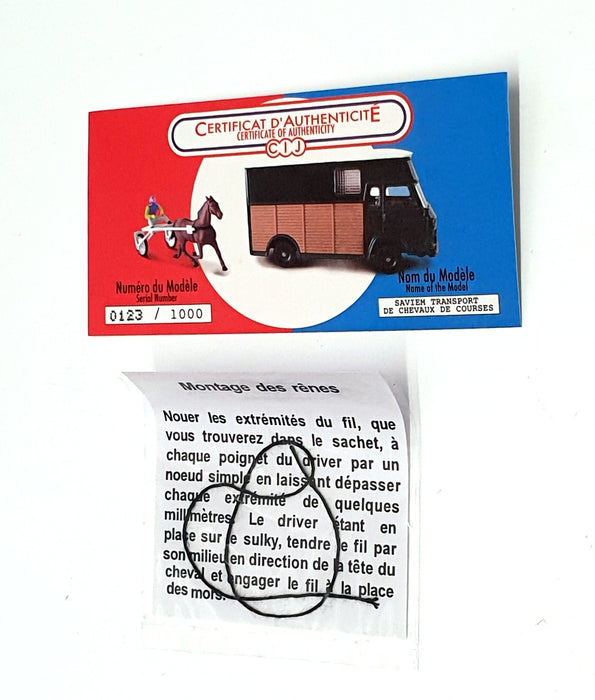 CERTIFICAT D'AUTHENTICITÉ
CERTIFICATE OF AUTHENTICITY
CIJ
Numéro du Modèle
Serial Number
0123 / 1000
Nom du Modèle
Name of the Model
SAVIEM TRANSPORT
DE CHEVAUX DE COURSES
Montage des rênes
Nouer les extrémités du fil, que
vous trouverez dans le sachet, à
chaque poignet du driver par un
noeud simple en laissant dépasser
chaque extrémité de quelques
millimètres. Le driver étant en
place sur le sulky, tendre le fil par
son milieu en direction de la tête du
cheval et engager le fil à la place
des mors.